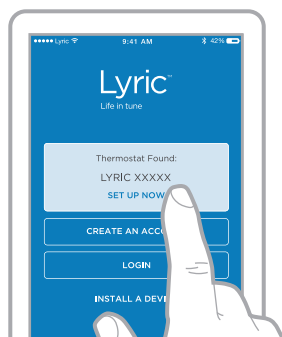 Lyric 9:41 AM 42%
Lyric™
Life in tune
Thermostat Found:
LYRIC XXXXX
SET UP NOW
CREATE AN
LOGIN
INSTALL A